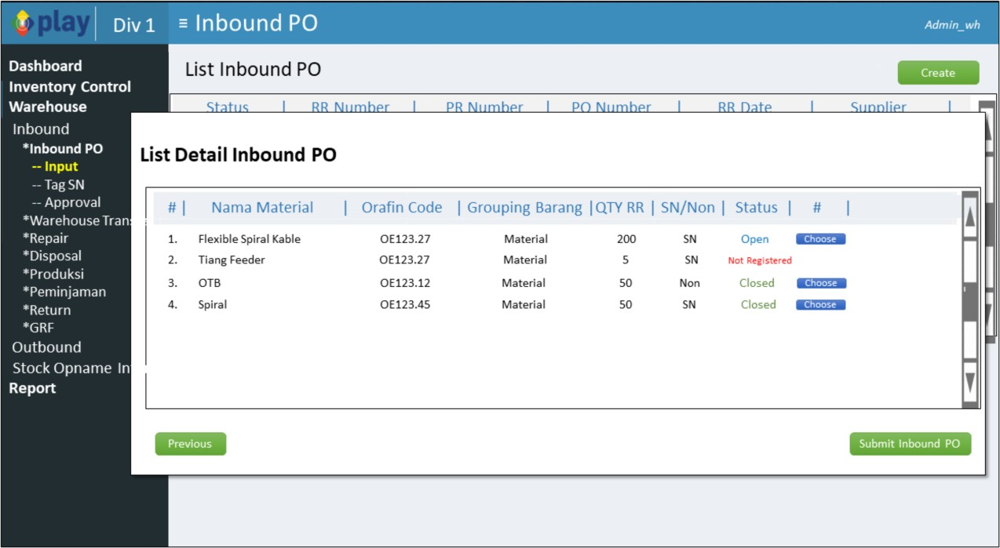 play Div 1 ≡ Inbound PO Admin_wh
Dashboard
Inventory Control
Warehouse
Inbound
*Inbound PO
-- Input
-- Tag SN
-- Approval
*Warehouse Trans
*Repair
*Disposal
*Produksi
*Peminjaman
*Return
*GRF
Outbound
Stock Opname In
Report
List Inbound PO Create
Status | RR Number | PR Number | PO Number | RR Date | Supplier |
List Detail Inbound PO
# | Nama Material | Orafin Code | Grouping Barang | QTY RR | SN/Non | Status | # |
1. Flexible Spiral Kable OE123.27 Material 200 SN Open Choose
2. Tiang Feeder OE123.27 Material 5 SN Not Registered
3. OTB OE123.12 Material 50 Non Closed Choose
4. Spiral OE123.45 Material 50 SN Closed Choose
Previous Submit Inbound PO